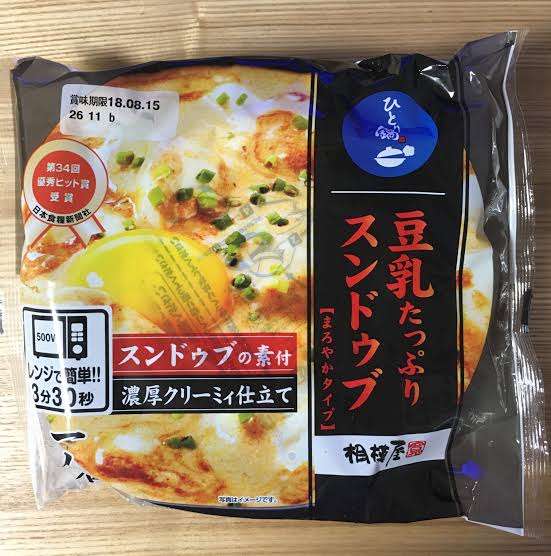 賞味期限18.08.15
26 11 b
第34回
優秀ヒット賞
受賞
日本食糧新聞社
ひとり鍋
豆乳たっぷり
スンドゥブ
【まろやかタイプ】
500W
レンジで簡単!!
3分30秒
スンドゥブの素付
濃厚クリーミィ仕立て
相模屋
写真はイメージです。